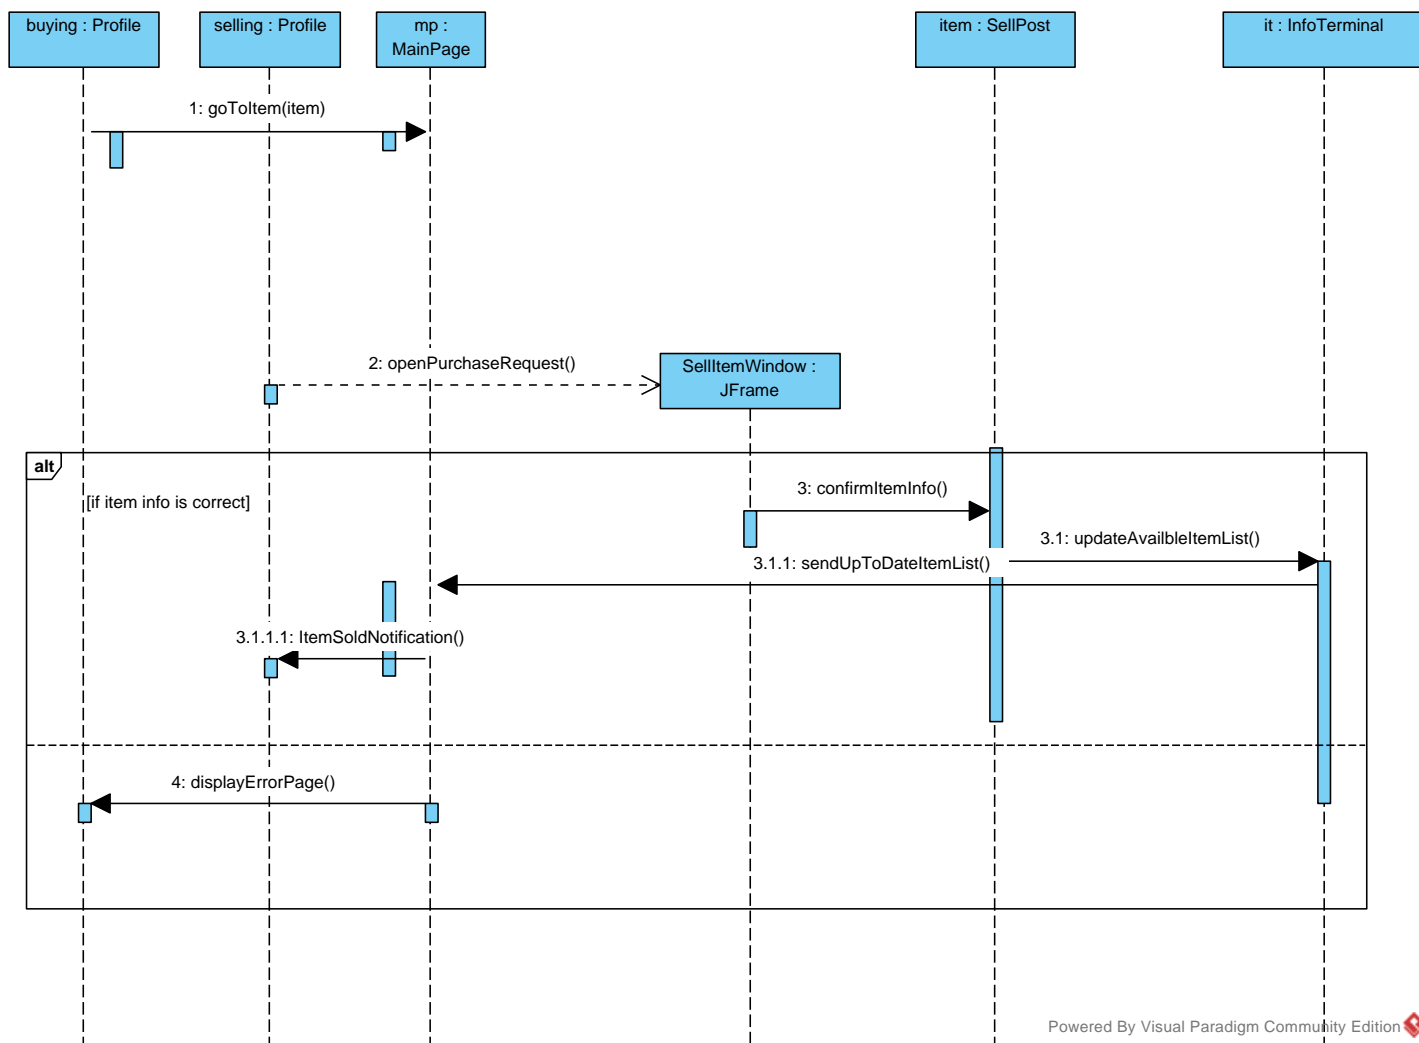 buying : Profile
selling : Profile
mp :
MainPage
item : SellPost
it : InfoTerminal
1: goToItem(item)
2: openPurchaseRequest()
SellItemWindow :
JFrame
alt
[if item info is correct]
3: confirmItemInfo()
3.1: updateAvailbleItemList()
3.1.1: sendUpToDateItemList()
3.1.1.1: ItemSoldNotification()
4: displayErrorPage()
Powered By Visual Paradigm Community Edition